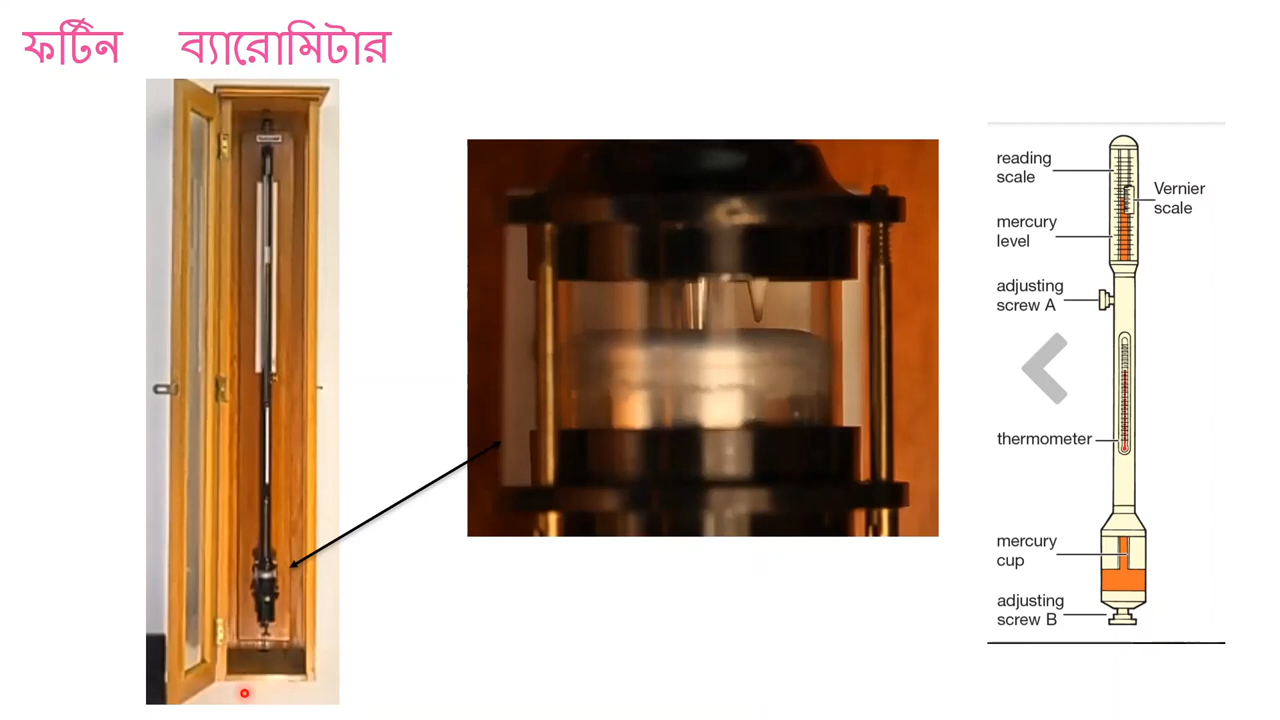 ফর্টিন ব্যারোমিটার
reading
scale
Vernier
scale
mercury
level
adjusting
screw A
thermometer
mercury
cup
adjusting
screw B